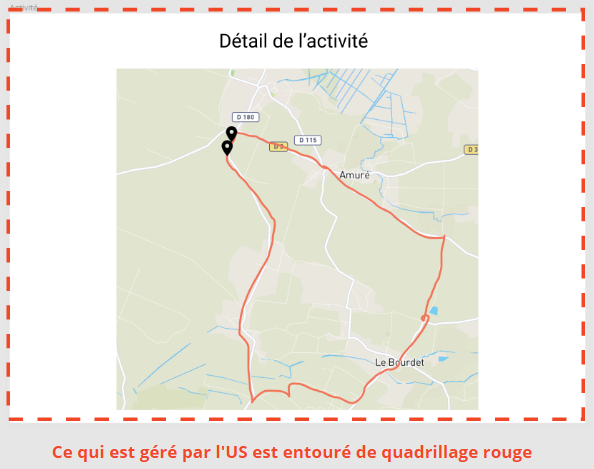 Activité
Détail de l'activité
D 180
D 115
Amuré
D 3
Le Bourdet
Ce qui est géré par l'US est entouré de quadrillage rouge